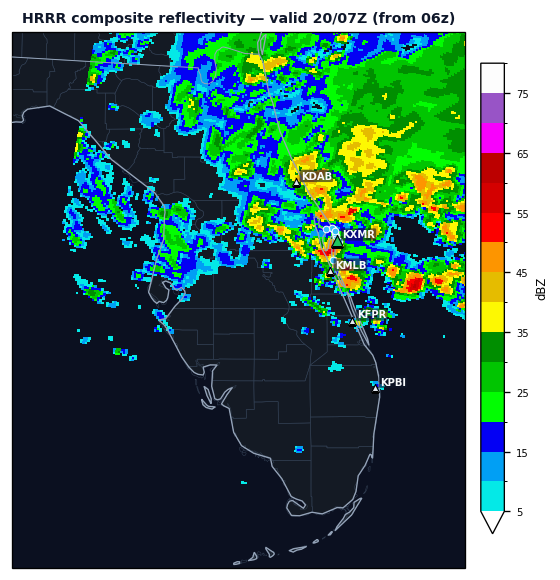 HRRR composite reflectivity — valid 20/07Z (from 06z)
KDAB
KXMR
KMLB
KFPR
KPBI
75
65
55
45
35
25
15
5
dBZ